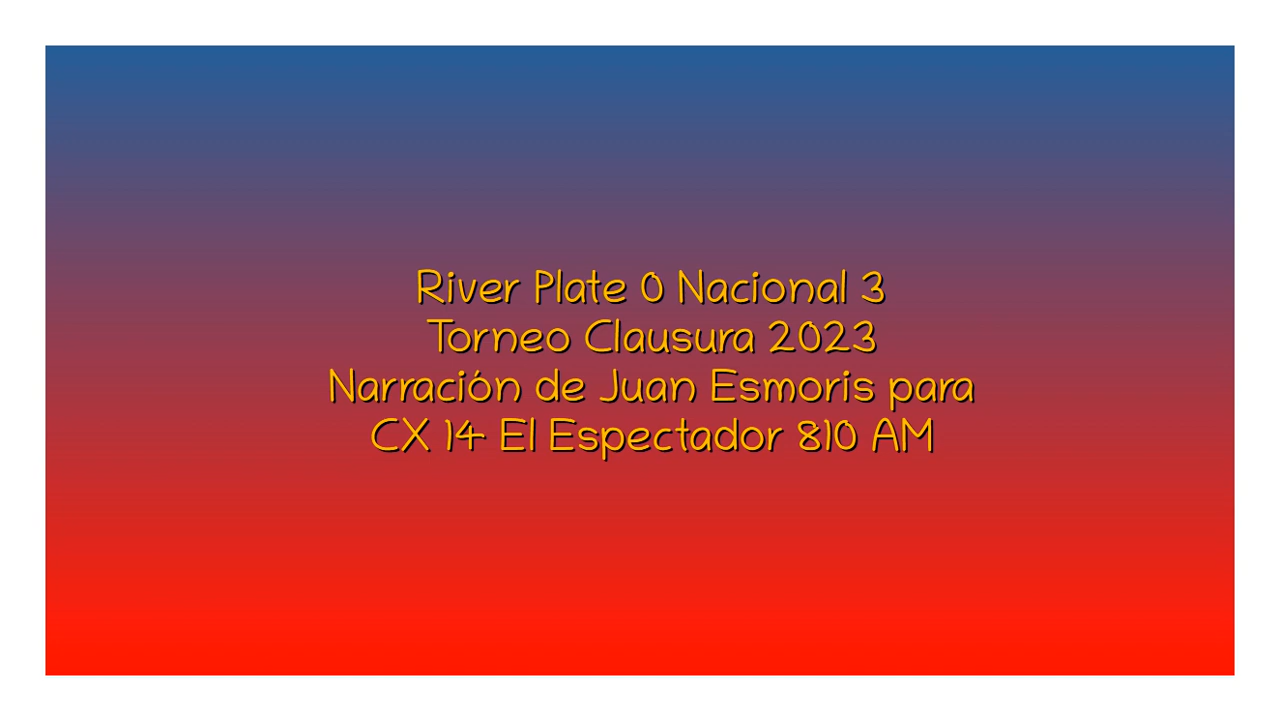 River Plate 0 Nacional 3
Torneo Clausura 2023
Narración de Juan Esmoris para
CX 14 El Espectador 810 AM